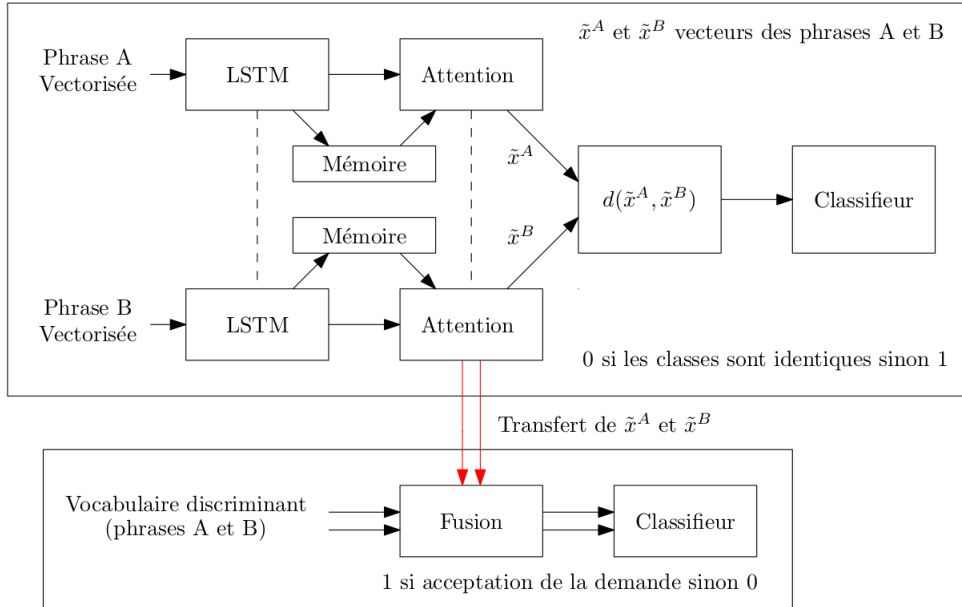 x̃^A et x̃^B vecteurs des phrases A et B
Phrase A
Vectorisée
LSTM
Attention
Mémoire
x̃^A
d(x̃^A, x̃^B)
Classifieur
Mémoire
x̃^B
Phrase B
Vectorisée
LSTM
Attention
0 si les classes sont identiques sinon 1
Transfert de x̃^A et x̃^B
Vocabulaire discriminant
(phrases A et B)
Fusion
Classifieur
1 si acceptation de la demande sinon 0